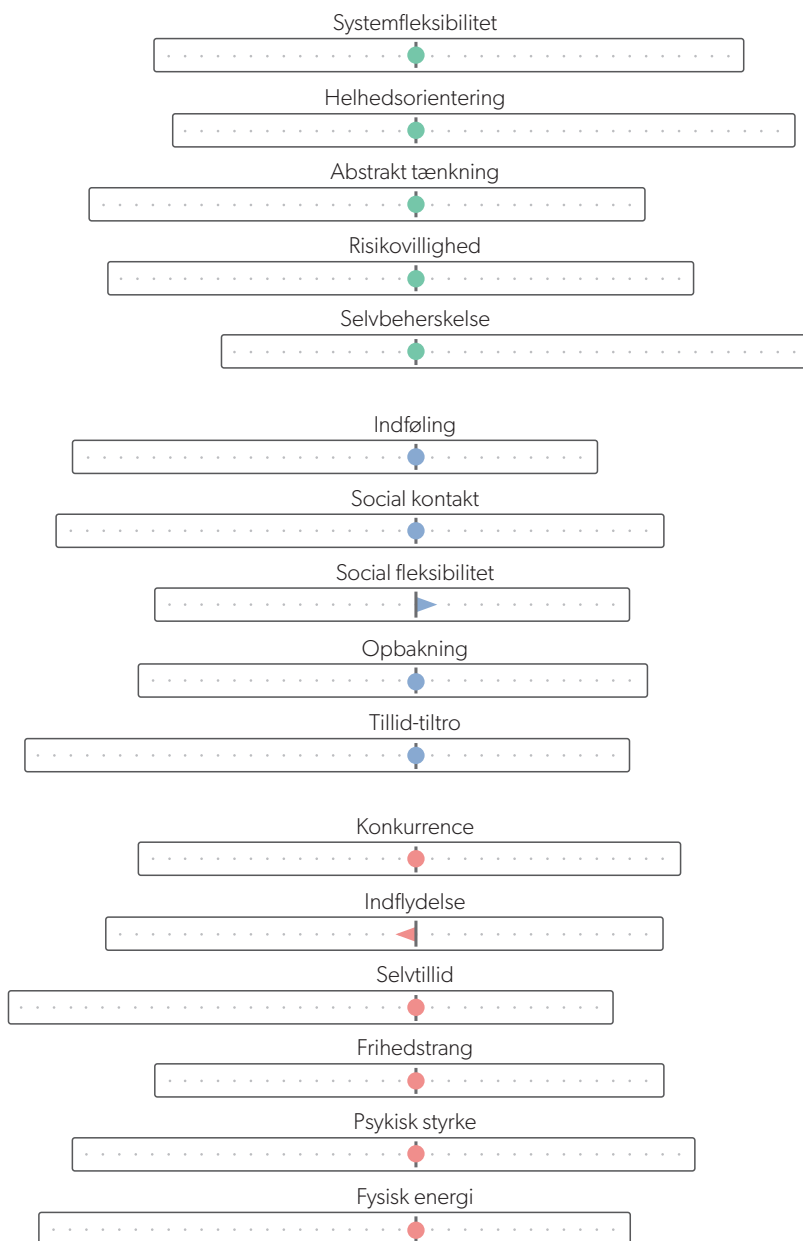 Systemfleksibilitet
Helhedsorientering
Abstrakt tænkning
Risikovillighed
Selvbeherskelse
Indføling
Social kontakt
Social fleksibilitet
Opbakning
Tillid-tiltro
Konkurrence
Indflydelse
Selvtillid
Frihedstrang
Psykisk styrke
Fysisk energi